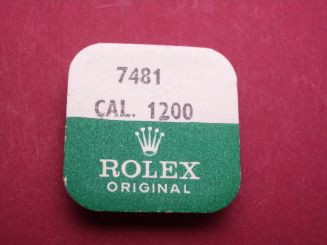 7481
CAL. 1200
ROLEX
ORIGINAL